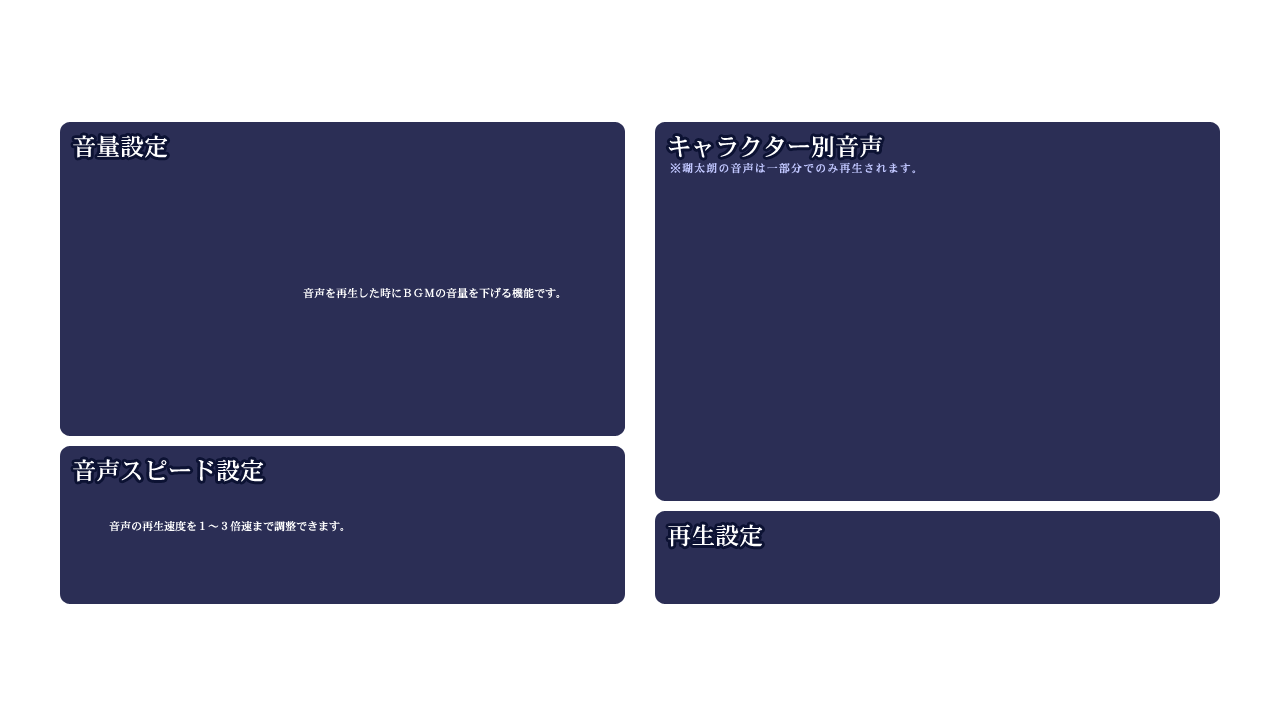 音量設定
音声を再生した時にＢＧＭの音量を下げる機能です。
音声スピード設定
音声の再生速度を１～３倍速まで調整できます。
キャラクター別音声
※瑚太朗の音声は一部分でのみ再生されます。
再生設定